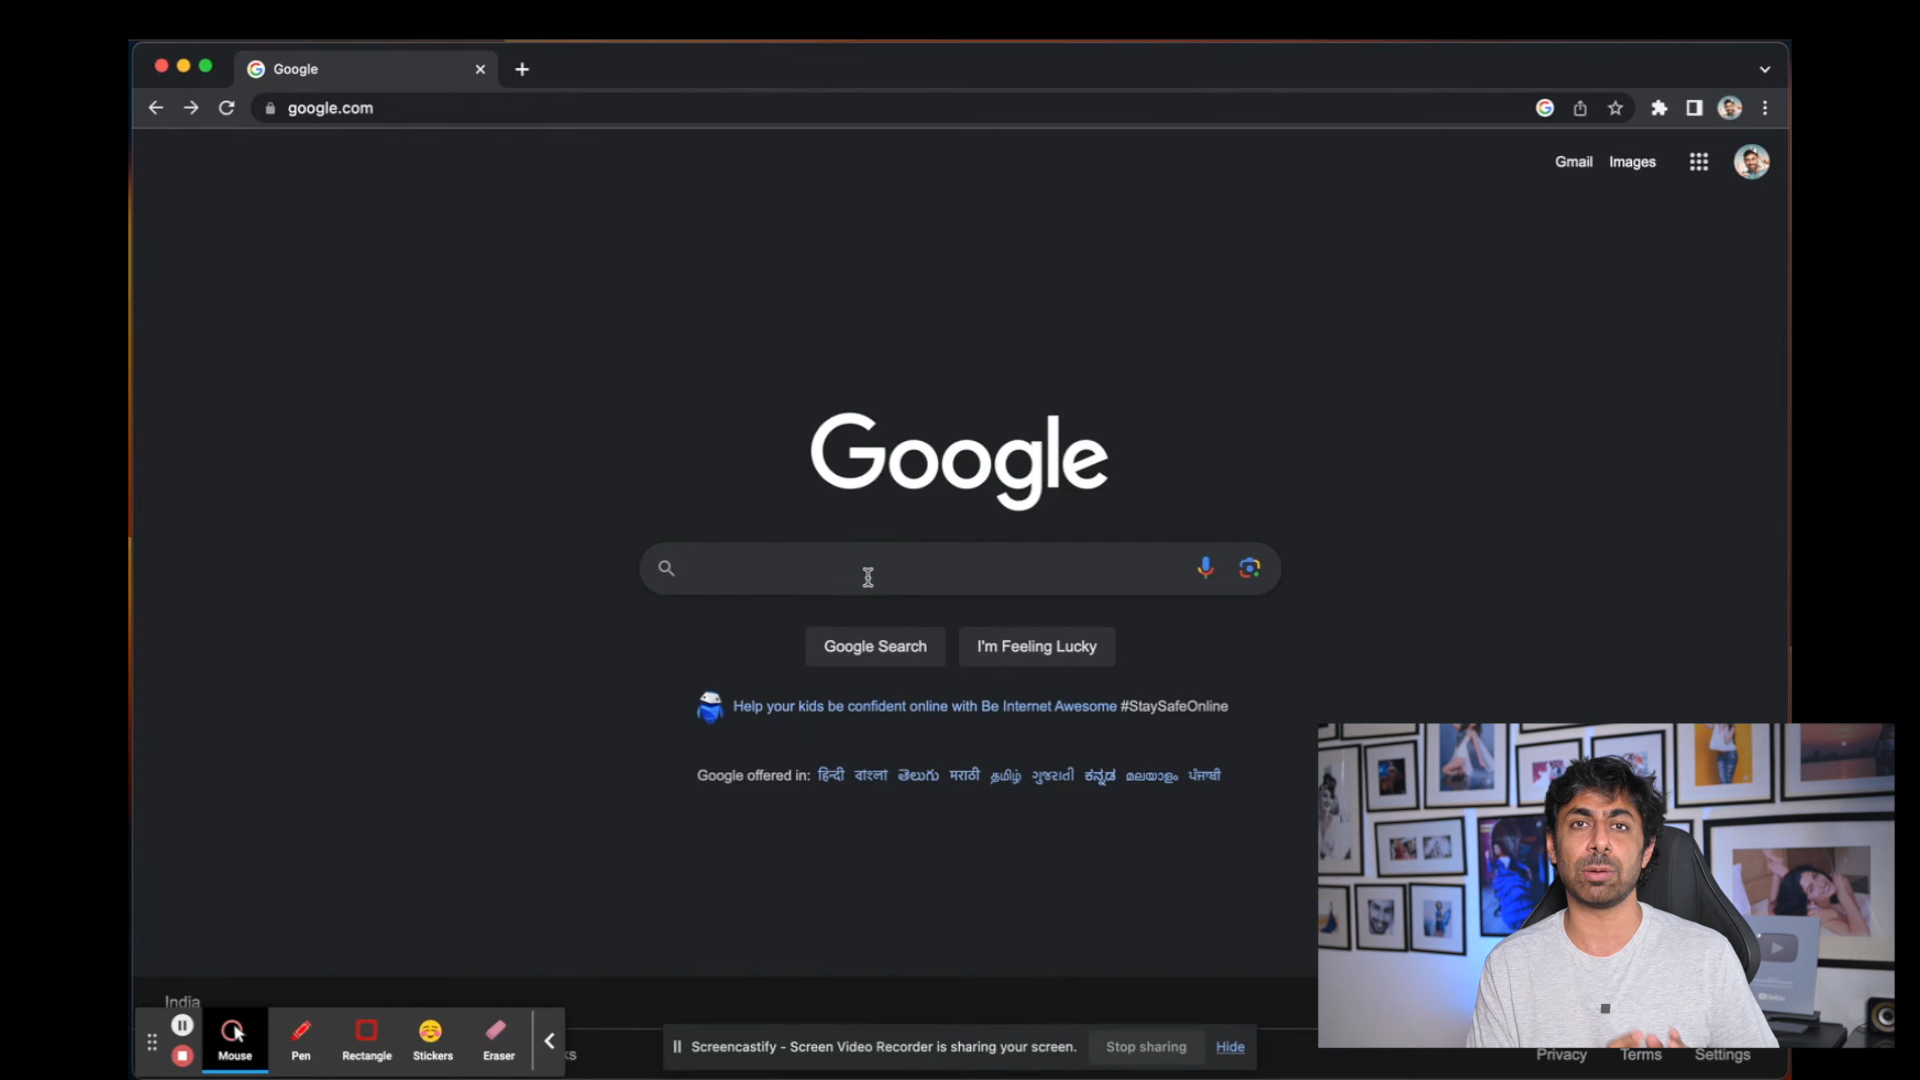 Google
google.com
Gmail Images
Google
Google Search I'm Feeling Lucky
Help your kids be confident online with Be Internet Awesome #StaySafeOnline
Google offered in: हिन्दी বাংলা తెలుగు मराठी தமிழ் ગુજરાતી ಕನ್ನಡ മലയാളം ਪੰਜਾਬੀ
India
Mouse Pen Rectangle Stickers Eraser
Screencastify - Screen Video Recorder is sharing your screen. Stop sharing Hide
Privacy Terms Settings